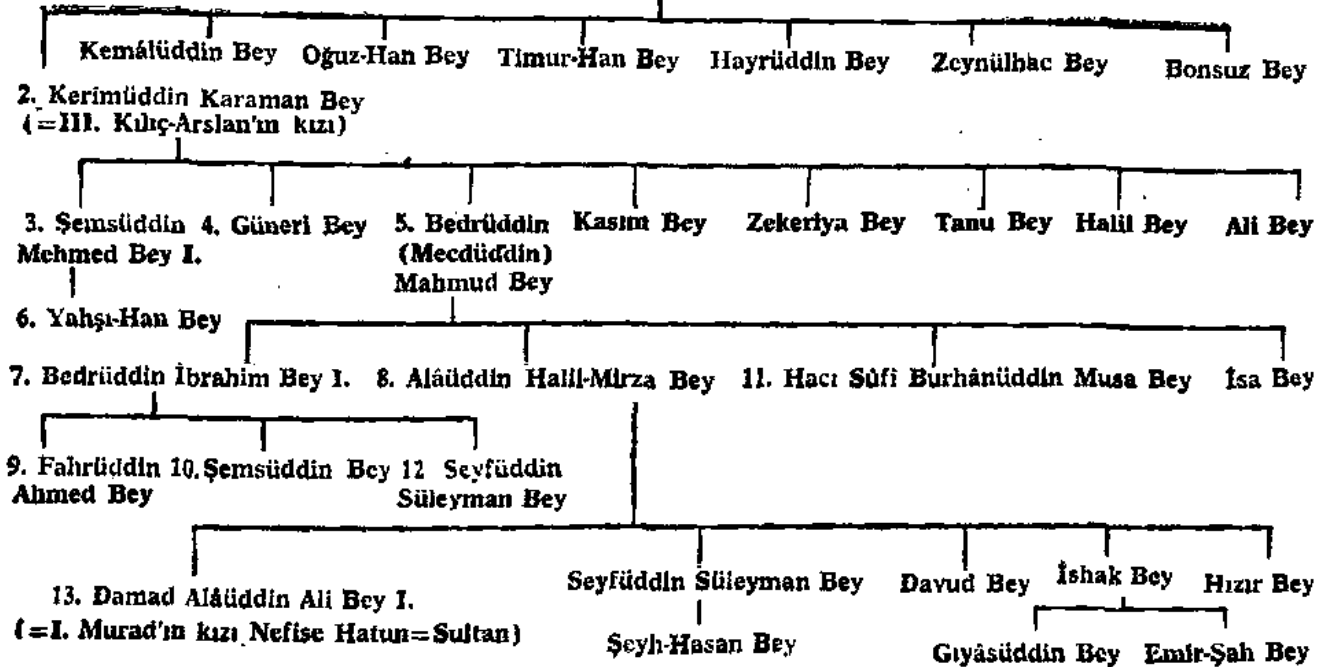 Kemâlüddin Bey Oğuz-Han Bey Timur-Han Bey Hayrüddin Bey Zeynülhac Bey Bonsuz Bey
2. Kerimüddin Karaman Bey
(=III. Kılıç-Arslan'ın kızı)
3. Şemsüddin 4. Güneri Bey 5. Bedrüddin Kasım Bey Zekeriya Bey Tanu Bey Halil Bey Ali Bey
Mehmed Bey I. (Mecdüddin)
Mahmud Bey
6. Yahşı-Han Bey
7. Bedrüddin İbrahim Bey I. 8. Alâüddin Halil-Mirza Bey 11. Hacı Sûfi Burhânüddin Musa Bey İsa Bey
9. Fahrüddin 10. Şemsüddin Bey 12 Seyfüddin
Ahmed Bey Süleyman Bey
13. Damad Alâüddin Ali Bey I. Seyfüddin Süleyman Bey Davud Bey İshak Bey Hızır Bey
(=I. Murad'ın kızı Nefise Hatun=Sultan) Şeyh-Hasan Bey Gıyâsüddin Bey Emir-Şah Bey